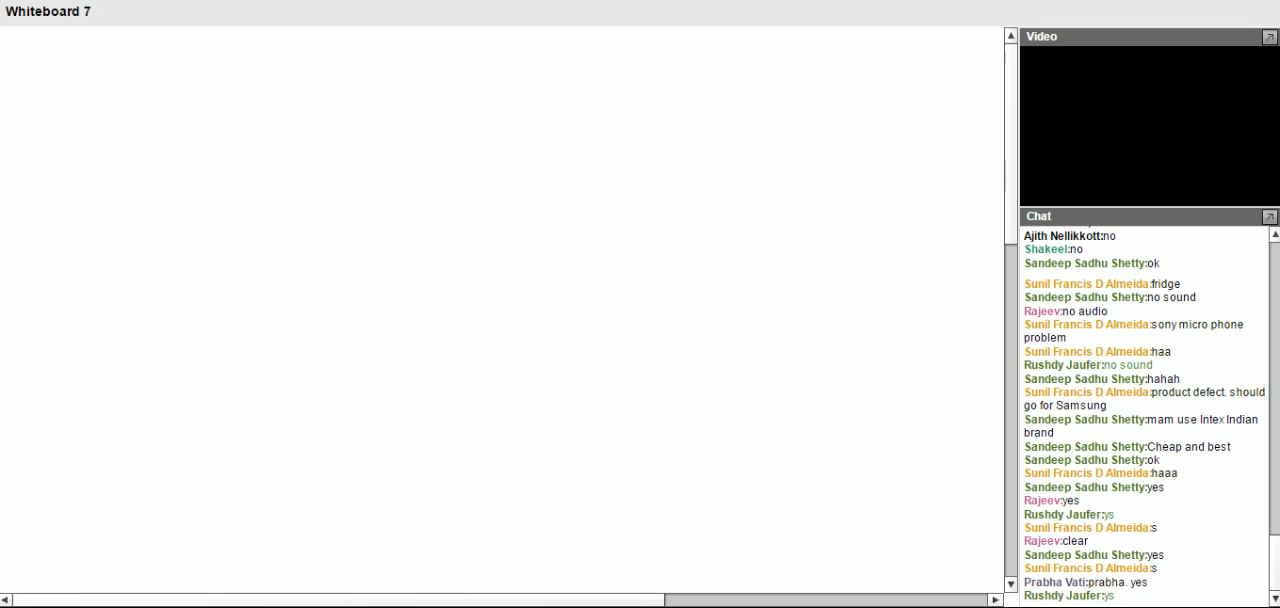 Whiteboard 7
Video
Chat
Ajith Nellikkott:no
Shakeel:no
Sandeep Sadhu Shetty:ok
Sunil Francis D Almeida:fridge
Sandeep Sadhu Shetty:no sound
Rajeev:no audio
Sunil Francis D Almeida:sony micro phone
problem
Sunil Francis D Almeida:haa
Rushdy Jaufer:no sound
Sandeep Sadhu Shetty:hahah
Sunil Francis D Almeida:product defect. should
go for Samsung
Sandeep Sadhu Shetty:mam use Intex Indian
brand
Sandeep Sadhu Shetty:Cheap and best
Sandeep Sadhu Shetty:ok
Sunil Francis D Almeida:haaa
Sandeep Sadhu Shetty:yes
Rajeev:yes
Rushdy Jaufer:ys
Sunil Francis D Almeida:s
Rajeev:clear
Sandeep Sadhu Shetty:yes
Sunil Francis D Almeida:s
Prabha Vati:prabha. yes
Rushdy Jaufer:ys